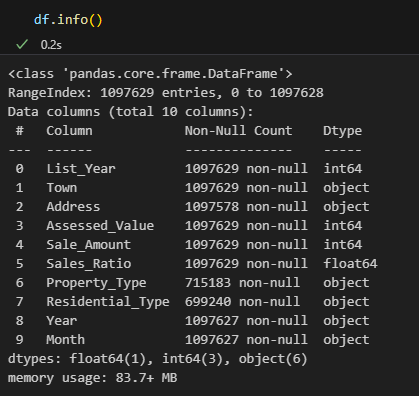 df.info()
0.2s
<class 'pandas.core.frame.DataFrame'>
RangeIndex: 1097629 entries, 0 to 1097628
Data columns (total 10 columns):
 #   Column            Non-Null Count    Dtype
---  ------            --------------    -----
 0   List_Year         1097629 non-null  int64
 1   Town              1097629 non-null  object
 2   Address           1097578 non-null  object
 3   Assessed_Value    1097629 non-null  int64
 4   Sale_Amount       1097629 non-null  int64
 5   Sales_Ratio       1097629 non-null  float64
 6   Property_Type     715183 non-null   object
 7   Residential_Type  699240 non-null   object
 8   Year              1097627 non-null  object
 9   Month             1097627 non-null  object
dtypes: float64(1), int64(3), object(6)
memory usage: 83.7+ MB